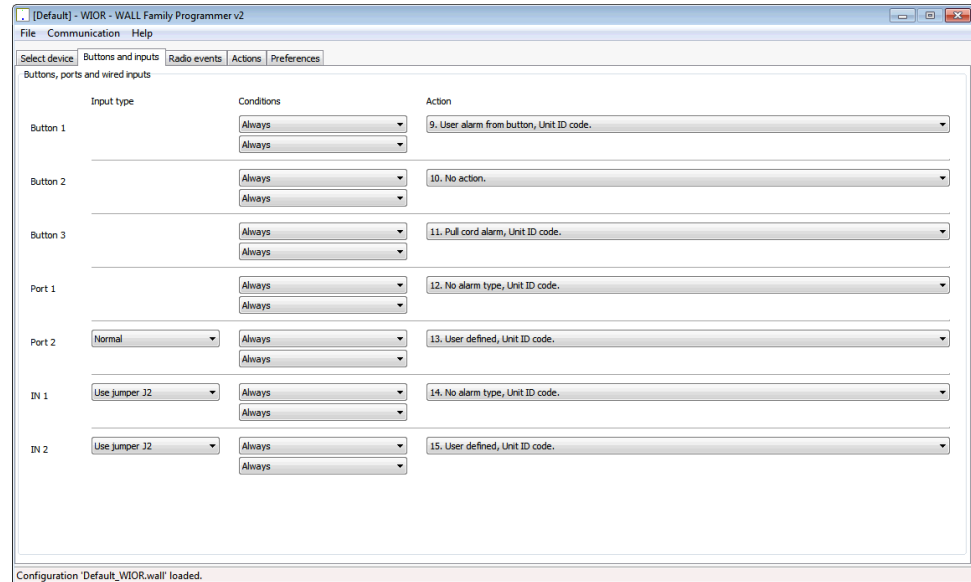 [Default] - WIOR - WALL Family Programmer v2
File Communication Help
Select device Buttons and inputs Radio events Actions Preferences
Buttons, ports and wired inputs
Input type Conditions Action
Button 1 Always 9. User alarm from button, Unit ID code.
Always
Button 2 Always 10. No action.
Always
Button 3 Always 11. Pull cord alarm, Unit ID code.
Always
Port 1 Always 12. No alarm type, Unit ID code.
Always
Port 2 Normal Always 13. User defined, Unit ID code.
Always
IN 1 Use jumper J2 Always 14. No alarm type, Unit ID code.
Always
IN 2 Use jumper J2 Always 15. User defined, Unit ID code.
Always
Configuration 'Default_WIOR.wall' loaded.